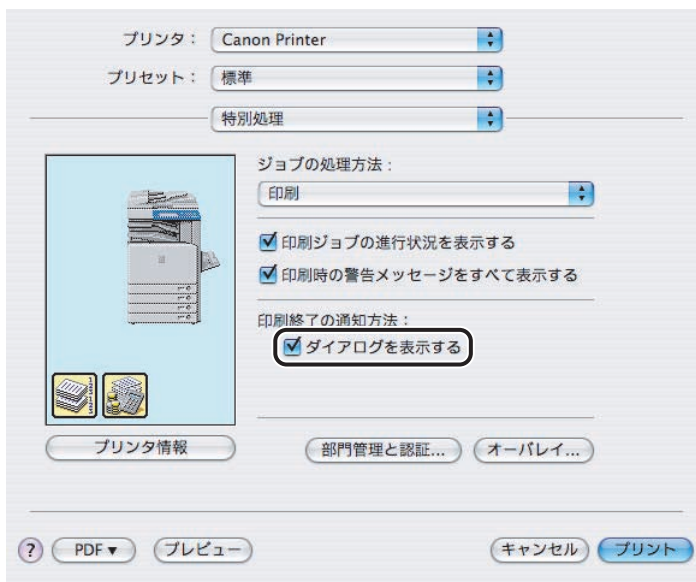 プリンタ： Canon Printer
プリセット： 標準
特別処理
ジョブの処理方法：
印刷
印刷ジョブの進行状況を表示する
印刷時の警告メッセージをすべて表示する
印刷終了の通知方法：
ダイアログを表示する
プリンタ情報 部門管理と認証... オーバレイ...
? PDF▼ プレビュー キャンセル プリント